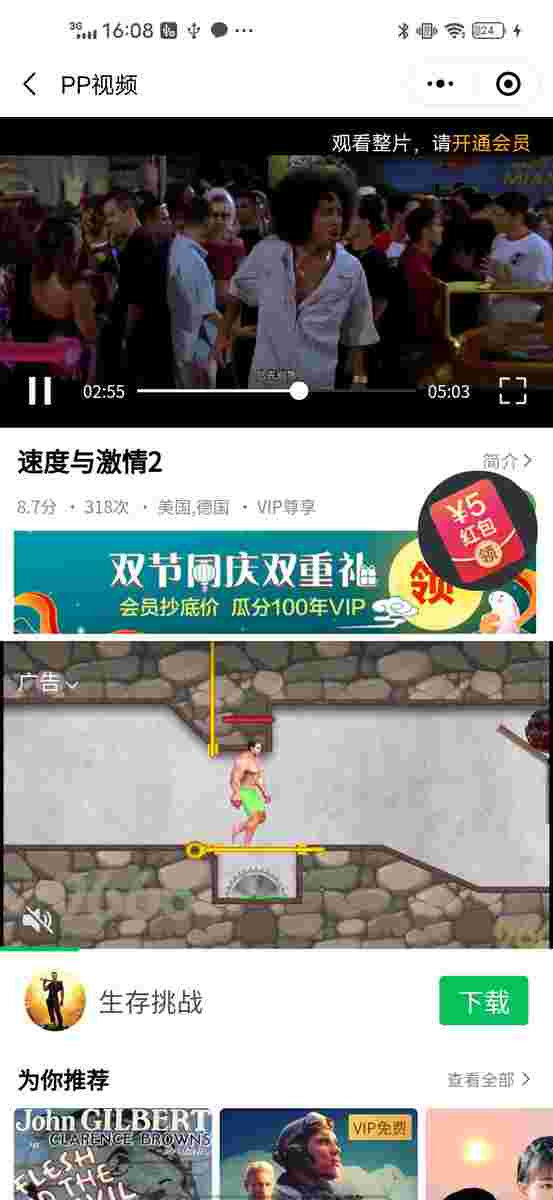 3G 16:08 24
PP视频
观看整片，请开通会员
02:55 05:03
速度与激情2
简介
8.7分 · 318次 · 美国,德国 · VIP尊享
¥5
红包
领
双节同庆双重礼
会员抄底价 瓜分100年VIP
领
广告
生存挑战
下载
为你推荐
查看全部
John GILBERT
CLARENCE BROWN'S
FLESH
VIP免费